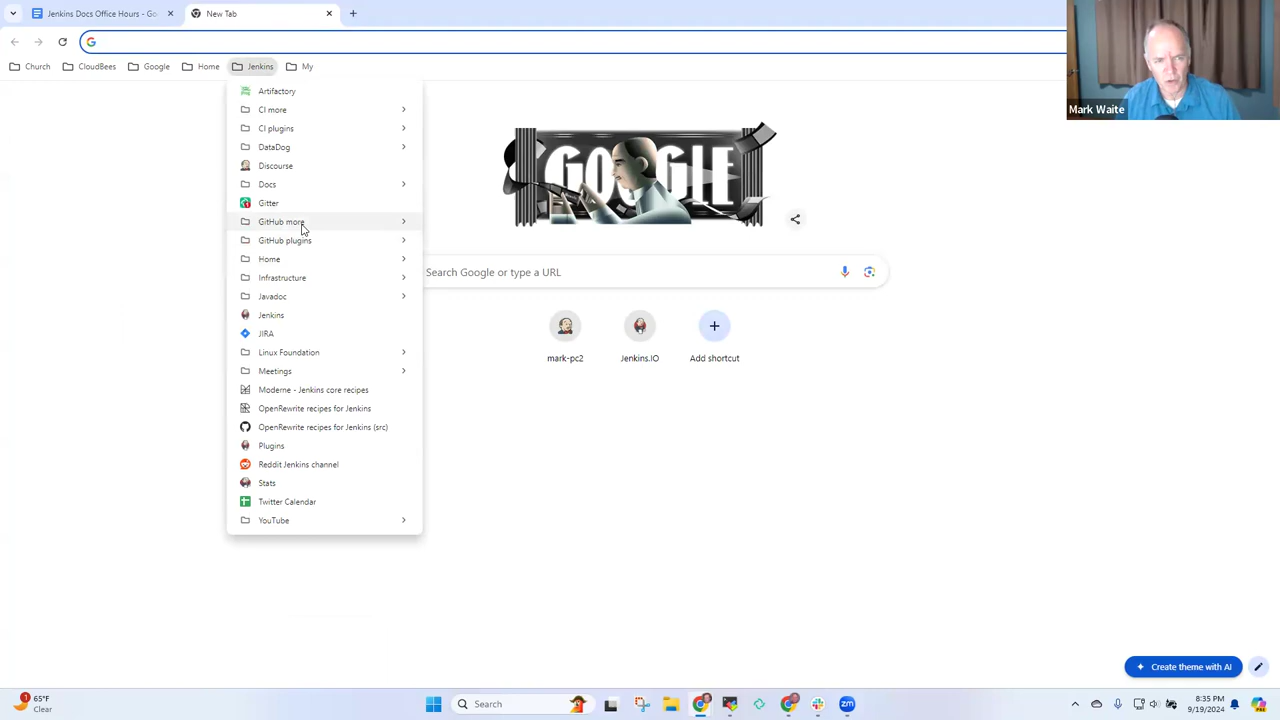 Jenkins Docs Office Hours - Go
New Tab
Church
CloudBees
Google
Home
Jenkins
My
Mark Waite
Artifactory
CI more
CI plugins
DataDog
Discourse
Docs
Gitter
GitHub more
GitHub plugins
Home
Infrastructure
Javadoc
Jenkins
JIRA
Linux Foundation
Meetings
Moderne - Jenkins core recipes
OpenRewrite recipes for Jenkins
OpenRewrite recipes for Jenkins (src)
Plugins
Reddit Jenkins channel
Stats
Twitter Calendar
YouTube
GOOGLE
Search Google or type a URL
mark-pc2
Jenkins.IO
Add shortcut
Create theme with AI
1
65°F
Clear
Search
zm
8:35 PM
9/19/2024